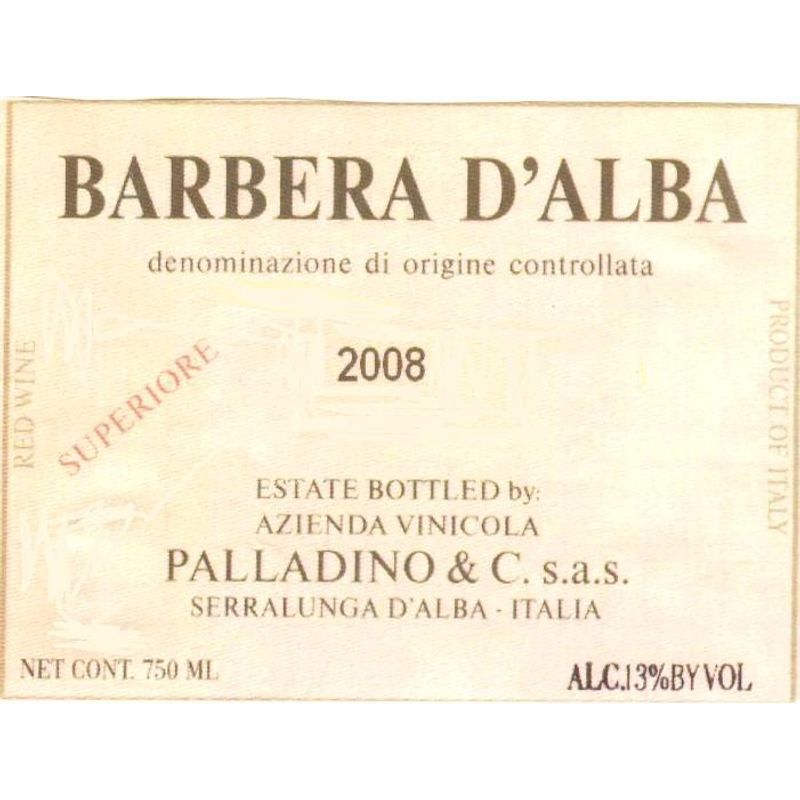 BARBERA D'ALBA
denominazione di origine controllata
2008
RED WINE
SUPERIORE
PRODUCT OF ITALY
ESTATE BOTTLED by:
AZIENDA VINICOLA
PALLADINO & C. s.a.s.
SERRALUNGA D'ALBA - ITALIA
NET CONT. 750 ML
ALC.13%BY VOL